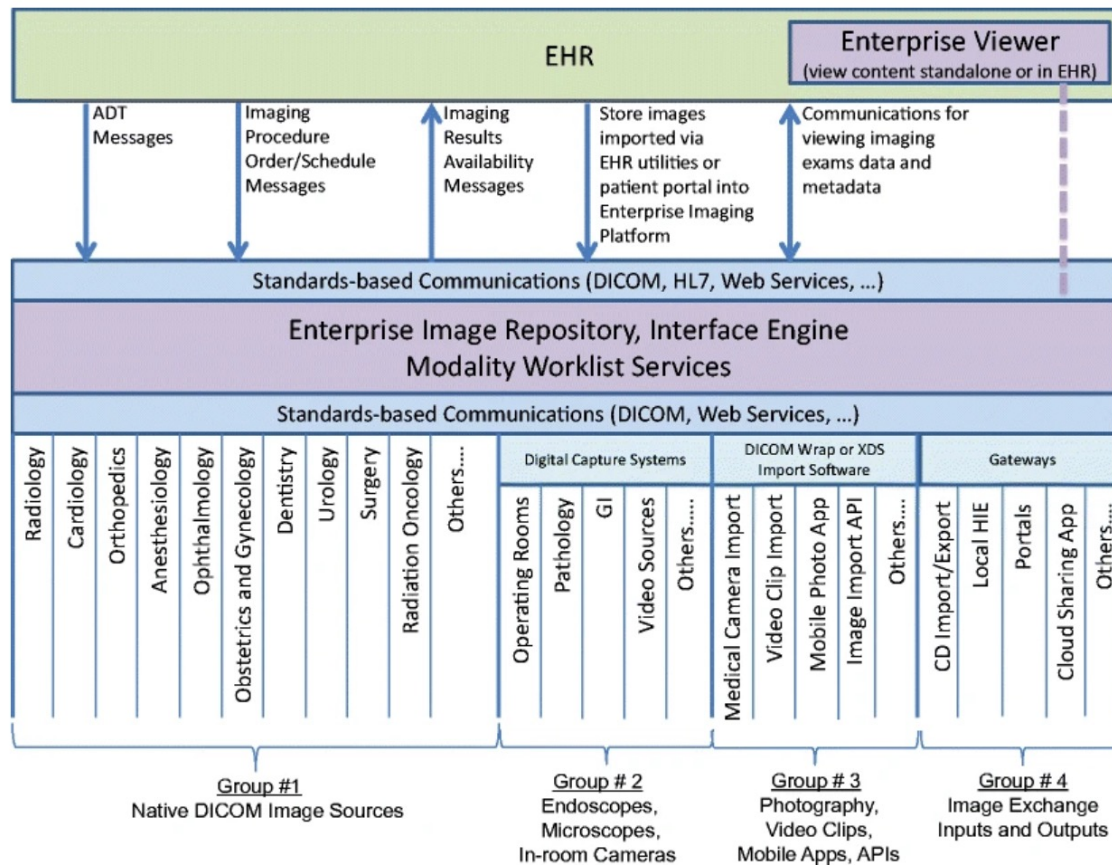 EHR
Enterprise Viewer
(view content standalone or in EHR)
ADT
Messages
Imaging
Procedure
Order/Schedule
Messages
Imaging
Results
Availability
Messages
Store images
imported via
EHR utilities or
patient portal into
Enterprise Imaging
Platform
Communications for
viewing imaging
exams data and
metadata
Standards-based Communications (DICOM, HL7, Web Services, ...)
Enterprise Image Repository, Interface Engine
Modality Worklist Services
Standards-based Communications (DICOM, Web Services, ...)
Radiology
Cardiology
Orthopedics
Anesthesiology
Ophthalmology
Obstetrics and Gynecology
Dentistry
Urology
Surgery
Radiation Oncology
Others....
Digital Capture Systems
Operating Rooms
Pathology
GI
Video Sources
Others.....
DICOM Wrap or XDS
Import Software
Medical Camera Import
Video Clip Import
Mobile Photo App
Image Import API
Others.....
Gateways
CD Import/Export
Local HIE
Portals
Cloud Sharing App
Others....
Group #1
Native DICOM Image Sources
Group # 2
Endoscopes,
Microscopes,
In-room Cameras
Group # 3
Photography,
Video Clips,
Mobile Apps, APIs
Group # 4
Image Exchange
Inputs and Outputs